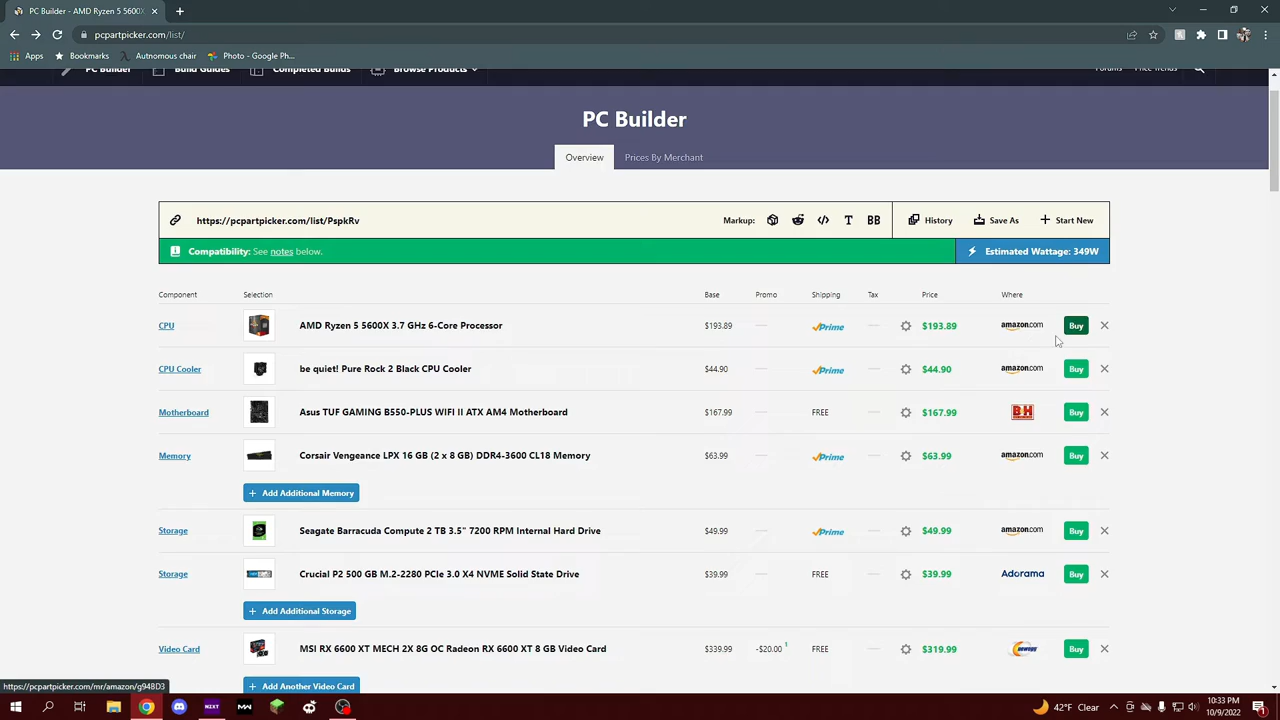 PC Builder - AMD Ryzen 5 5600X
pcpartpicker.com/list/
Apps Bookmarks Autnomous chair Photo - Google Ph...
PC Builder Build Guides Completed Builds Browse Products Forums Price Trends
PC Builder
Overview Prices By Merchant
https://pcpartpicker.com/list/PspkRv Markup: T BB History Save As + Start New
Compatibility: See notes below. Estimated Wattage: 349W
Component Selection Base Promo Shipping Tax Price Where
CPU AMD Ryzen 5 5600X 3.7 GHz 6-Core Processor $193.89 — Prime — $193.89 amazon.com Buy
CPU Cooler be quiet! Pure Rock 2 Black CPU Cooler $44.90 — Prime — $44.90 amazon.com Buy
Motherboard Asus TUF GAMING B550-PLUS WIFI II ATX AM4 Motherboard $167.99 — FREE — $167.99 BH Buy
Memory Corsair Vengeance LPX 16 GB (2 x 8 GB) DDR4-3600 CL18 Memory $63.99 — Prime — $63.99 amazon.com Buy
+ Add Additional Memory
Storage Seagate Barracuda Compute 2 TB 3.5" 7200 RPM Internal Hard Drive $49.99 — Prime — $49.99 amazon.com Buy
Storage Crucial P2 500 GB M.2-2280 PCIe 3.0 X4 NVME Solid State Drive $39.99 — FREE — $39.99 Adorama Buy
+ Add Additional Storage
Video Card MSI RX 6600 XT MECH 2X 8G OC Radeon RX 6600 XT 8 GB Video Card $339.99 -$20.00 FREE — $319.99 newegg Buy
+ Add Another Video Card
https://pcpartpicker.com/mr/amazon/g94BD3
NZXT 42°F Clear 10:33 PM
10/9/2022